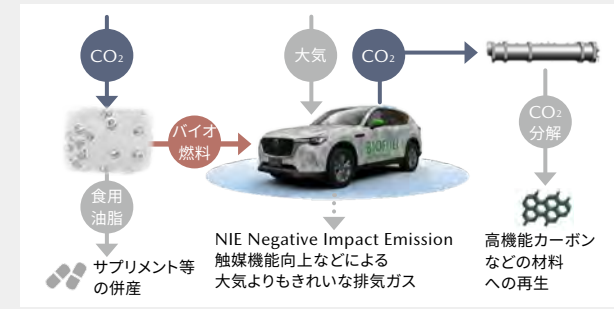 CO₂
大気
CO₂
バイオ
燃料
BIOFUEL
CO₂
分解
食用
油脂
サプリメント等
の併産
NIE Negative Impact Emission
触媒機能向上などによる
大気よりもきれいな排気ガス
高機能カーボン
などの材料
への再生